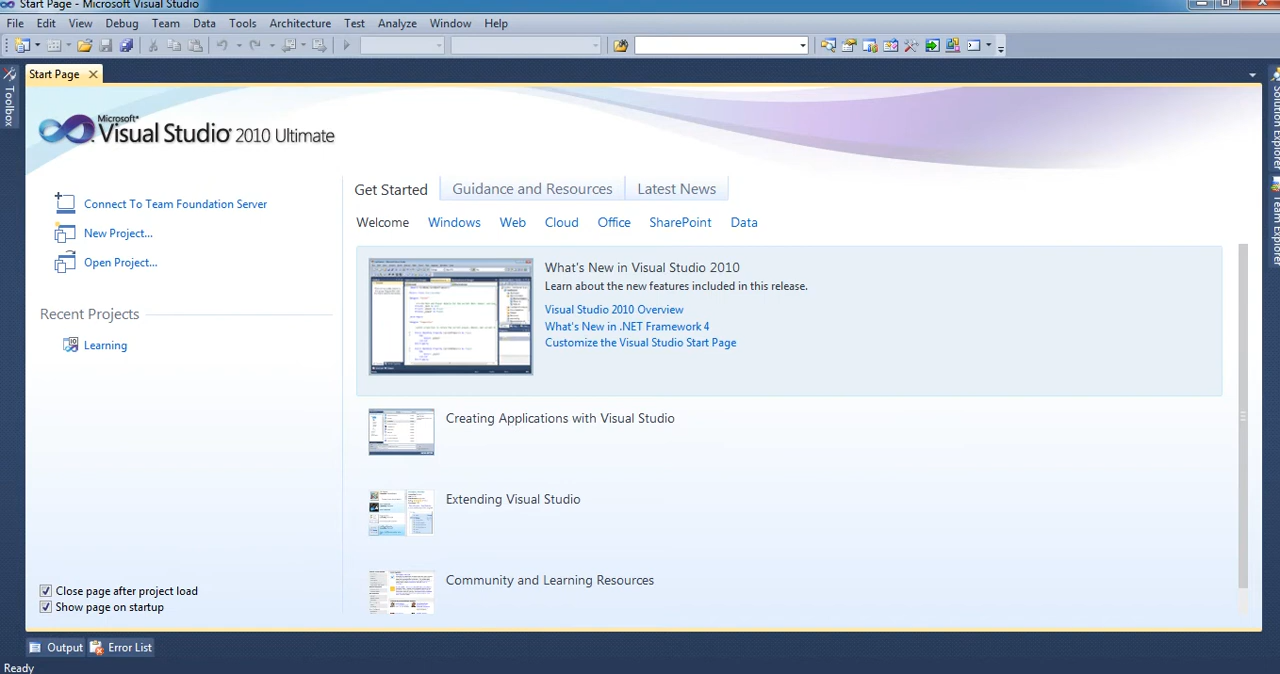 Start Page - Microsoft Visual Studio
File Edit View Debug Team Data Tools Architecture Test Analyze Window Help
Start Page
Toolbox
Solution Explorer
Team Explorer
Microsoft®
Visual Studio® 2010 Ultimate
Connect To Team Foundation Server
New Project...
Open Project...
Recent Projects
Learning
Close page after project load
Show page on startup
Get Started Guidance and Resources Latest News
Welcome Windows Web Cloud Office SharePoint Data
What's New in Visual Studio 2010
Learn about the new features included in this release.
Visual Studio 2010 Overview
What's New in .NET Framework 4
Customize the Visual Studio Start Page
Creating Applications with Visual Studio
Extending Visual Studio
Community and Learning Resources
Output Error List
Ready